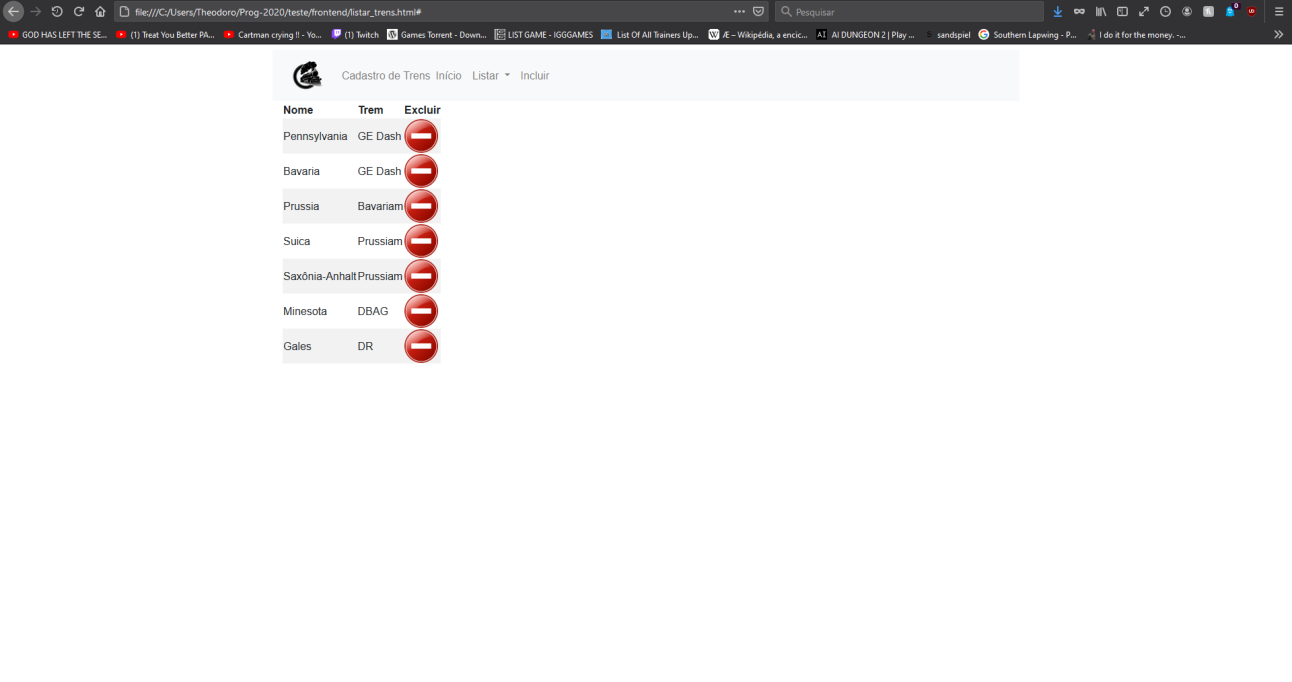 file:///C:/Users/Theodoro/Prog-2020/teste/frontend/listar_trens.html#
Pesquisar
GOD HAS LEFT THE SE... (1) Treat You Better PA... Cartman crying !! - Yo... (1) Twitch Games Torrent - Down... LIST GAME - IGGGAMES List Of All Trainers Up... Æ – Wikipédia, a encic... AI DUNGEON 2 | Play ... sandspiel Southern Lapwing - P... I do it for the money. -...
Cadastro de Trens Início Listar Incluir
Nome Trem Excluir
Pennsylvania GE Dash
Bavaria GE Dash
Prussia Bavariam
Suica Prussiam
Saxônia-Anhalt Prussiam
Minesota DBAG
Gales DR